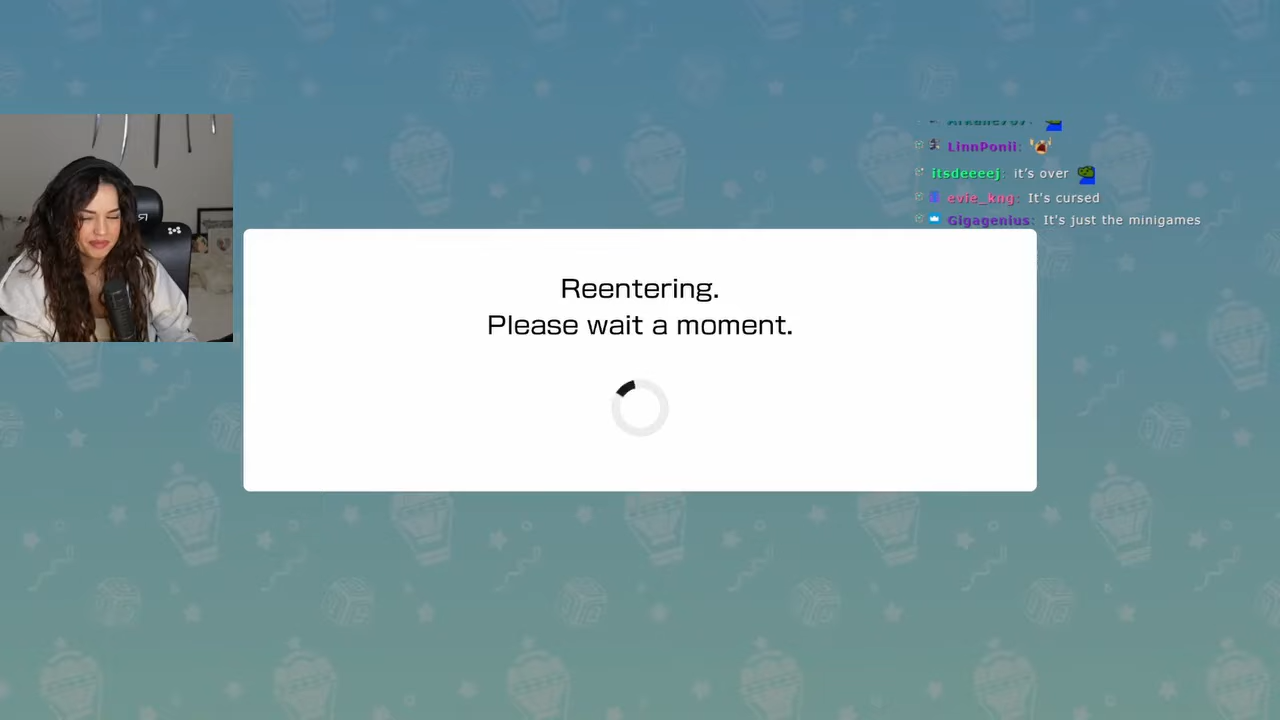 LinnPonii:
itsdeeeej: it's over
evie_kng: It's cursed
Gigagenius: It's just the minigames
Reentering.
Please wait a moment.